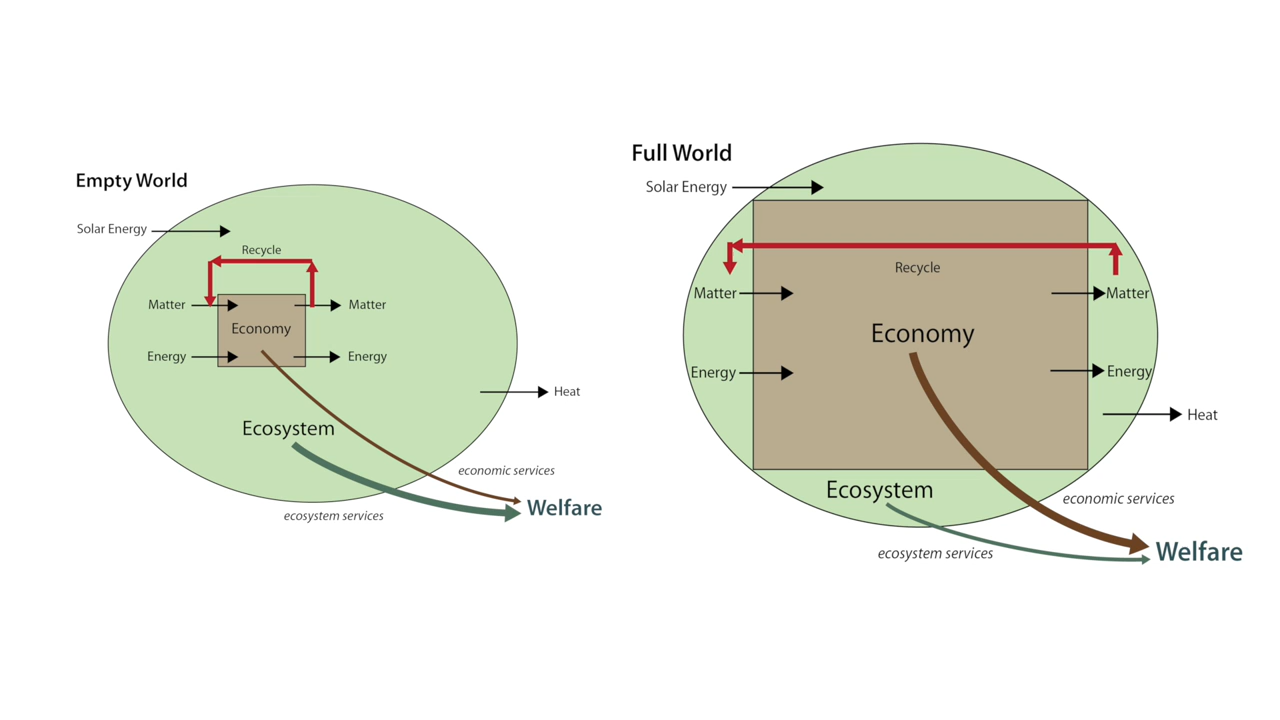 Empty World
Solar Energy
Recycle
Matter
Matter
Economy
Energy
Energy
Heat
Ecosystem
economic services
Welfare
ecosystem services
Full World
Solar Energy
Recycle
Matter
Matter
Economy
Energy
Energy
Heat
Ecosystem
economic services
Welfare
ecosystem services